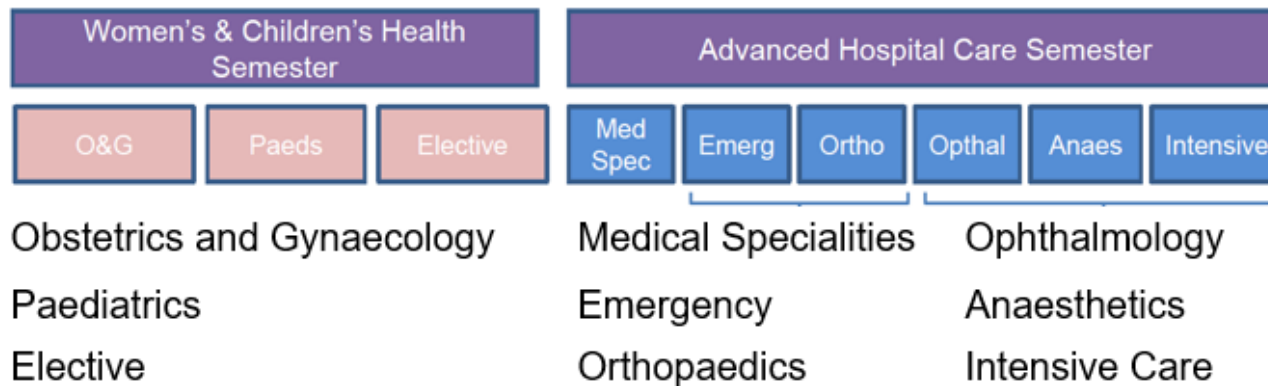 Women's & Children's Health
Semester
Advanced Hospital Care Semester
O&G
Paeds
Elective
Med
Spec
Emerg
Ortho
Opthal
Anaes
Intensive
Obstetrics and Gynaecology
Paediatrics
Elective
Medical Specialities
Emergency
Orthopaedics
Ophthalmology
Anaesthetics
Intensive Care